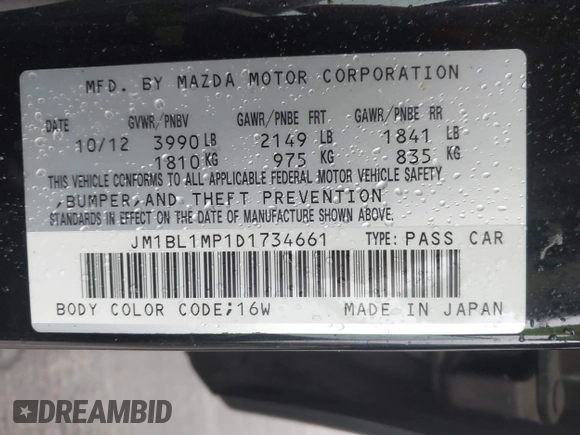 MFD. BY MAZDA MOTOR CORPORATION
DATE GVWR/PNBV GAWR/PNBE FRT GAWR/PNBE RR
10/12 3990 LB 2149 LB 1841 LB
1810 KG 975 KG 835 KG
THIS VEHICLE CONFORMS TO ALL APPLICABLE FEDERAL MOTOR VEHICLE SAFETY
,BUMPER,AND THEFT PREVENTION
STANDARDS IN EFFECT ON THE DATE OF MANUFACTURE SHOWN ABOVE.
JM1BL1MP1D1734661 TYPE: PASS CAR
BODY COLOR CODE;16W MADE IN JAPAN
DREAMBID